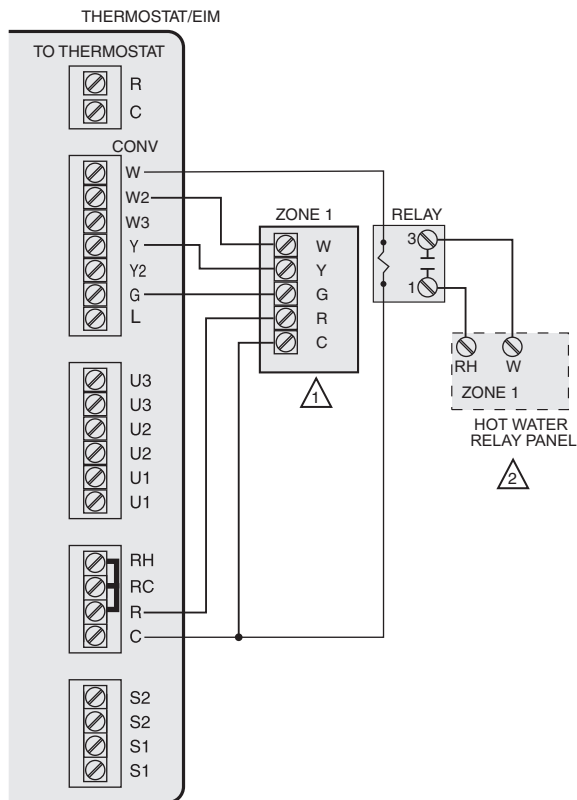 THERMOSTAT/EIM
TO THERMOSTAT
R
C
CONV
W
W2
W3
Y
Y2
G
L
U3
U3
U2
U2
U1
U1
RH
RC
R
C
S2
S2
S1
S1
ZONE 1
W
Y
G
R
C
1
RELAY
3
1
RH W
ZONE 1
HOT WATER
RELAY PANEL
2